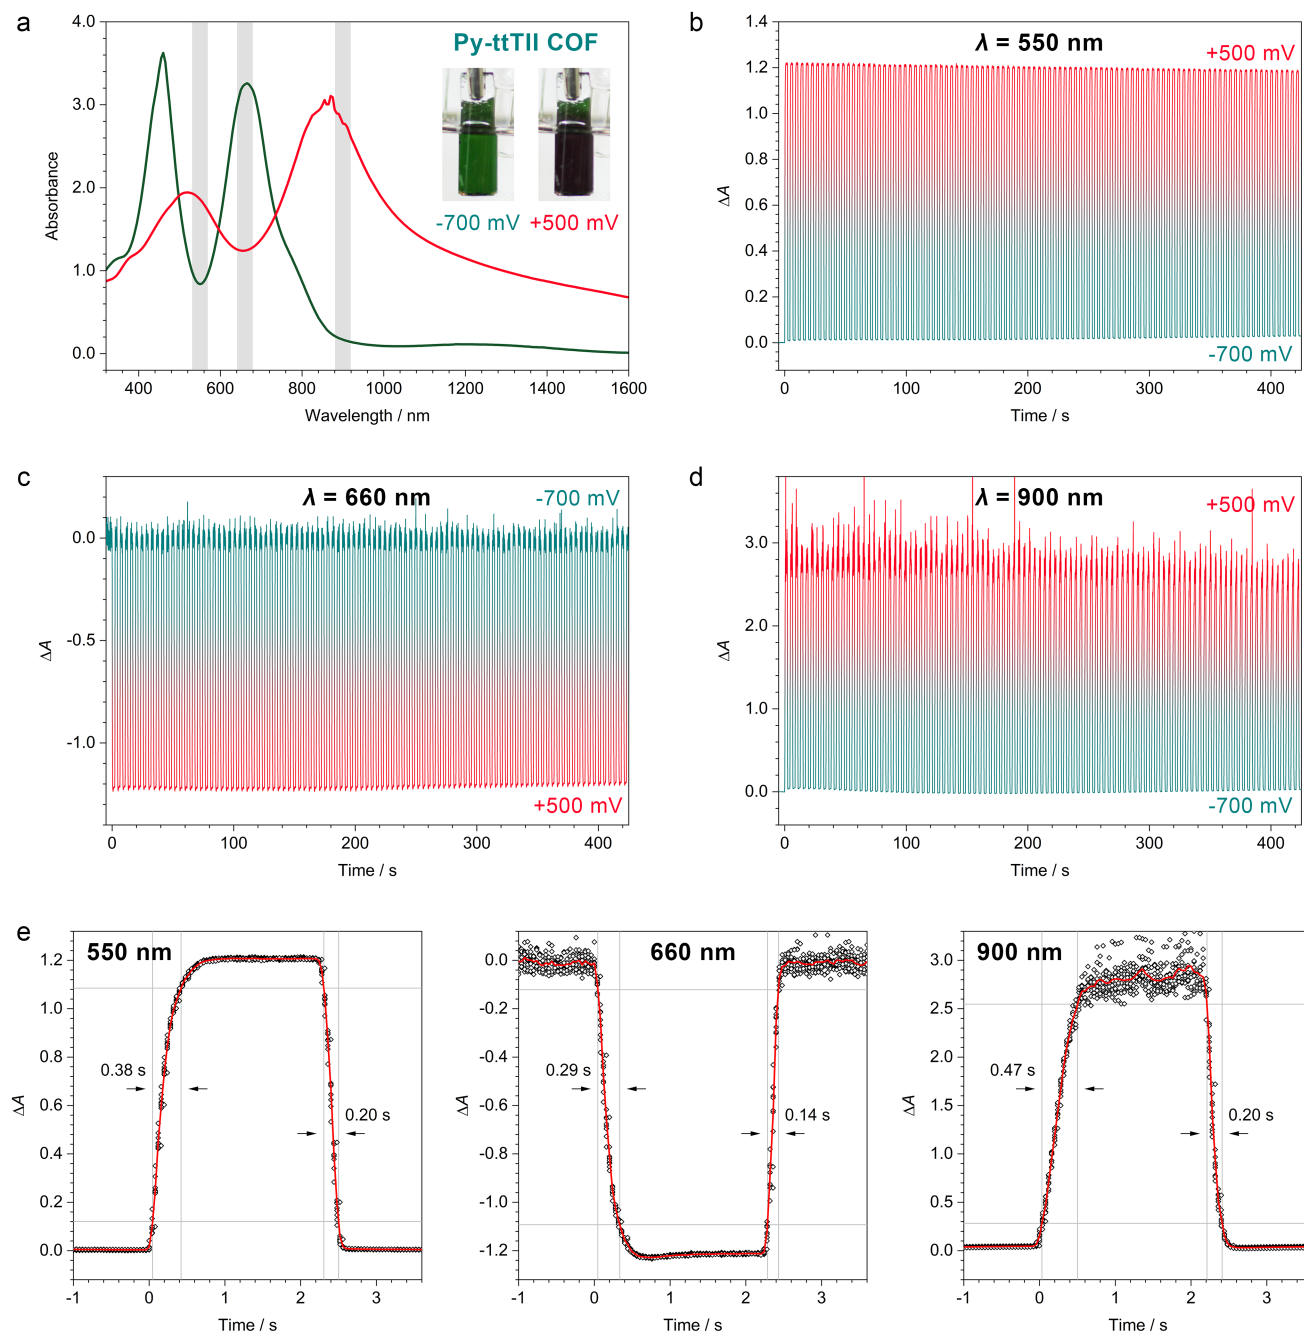 a
4.0
3.0
2.0
1.0
0.0
Absorbance
Py-ttTII COF
-700 mV
+500 mV
400
600
800
1000
1200
1400
1600
Wavelength / nm
b
1.4
1.2
1.0
0.8
0.6
0.4
0.2
0.0
ΔA
λ = 550 nm
+500 mV
-700 mV
0
100
200
300
400
Time / s
c
0.0
-0.5
-1.0
ΔA
λ = 660 nm
-700 mV
+500 mV
0
100
200
300
400
Time / s
d
3.0
2.0
1.0
0.0
ΔA
λ = 900 nm
+500 mV
-700 mV
0
100
200
300
400
Time / s
e
550 nm
1.2
1.0
1.2
0.8
0.6
0.4
0.2
0.0
ΔA
0.38 s
0.20 s
-1
0
1
2
3
Time / s
660 nm
0.0
-0.2
-0.4
-0.6
-0.8
-1.0
-1.2
ΔA
0.29 s
0.14 s
-1
0
1
2
3
Time / s
900 nm
3.0
2.5
2.0
1.5
1.0
0.5
0.0
ΔA
0.47 s
0.20 s
-1
0
1
2
3
Time / s